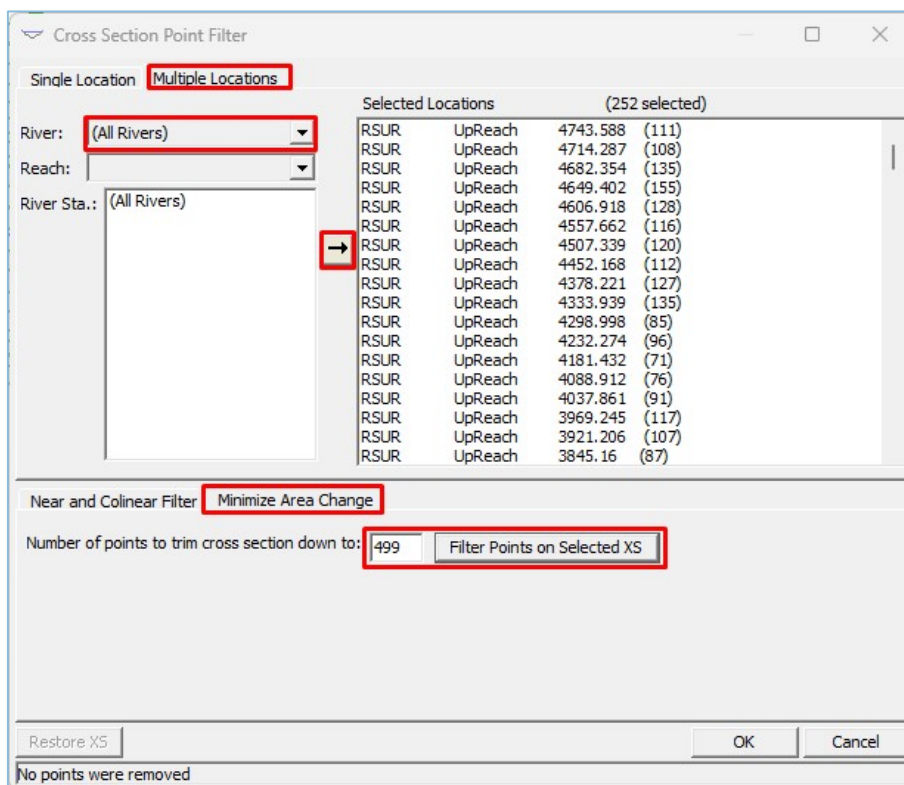 Cross Section Point Filter
Single Location Multiple Locations
Selected Locations (252 selected)
River: (All Rivers)
Reach:
River Sta.: (All Rivers)
RSUR UpReach 4743.588 (111)
RSUR UpReach 4714.287 (108)
RSUR UpReach 4682.354 (135)
RSUR UpReach 4649.402 (155)
RSUR UpReach 4606.918 (128)
RSUR UpReach 4557.662 (116)
RSUR UpReach 4507.339 (120)
RSUR UpReach 4452.168 (112)
RSUR UpReach 4378.221 (127)
RSUR UpReach 4333.939 (135)
RSUR UpReach 4298.998 (85)
RSUR UpReach 4232.274 (96)
RSUR UpReach 4181.432 (71)
RSUR UpReach 4088.912 (76)
RSUR UpReach 4037.861 (91)
RSUR UpReach 3969.245 (117)
RSUR UpReach 3921.206 (107)
RSUR UpReach 3845.16 (87)
Near and Colinear Filter Minimize Area Change
Number of points to trim cross section down to: 499 Filter Points on Selected XS
Restore XS OK Cancel
No points were removed